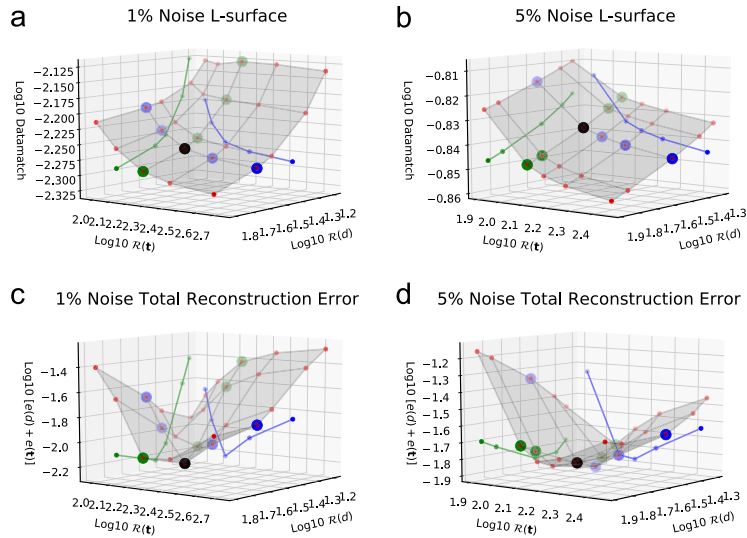 a
1% Noise L-surface
b
5% Noise L-surface
Log10 Datamatch
−2.125
−2.150
−2.175
−2.200
−2.225
−2.250
−2.275
−2.300
−2.325
2.0 2.1 2.2 2.3 2.4 2.5 2.6 2.7
Log10 ℛ(t)
1.8 1.7 1.6 1.5 1.4 1.3 1.2
Log10 ℛ(d)
Log10 Datamatch
−0.81
−0.82
−0.83
−0.84
−0.85
−0.86
1.9 2.0 2.1 2.2 2.3 2.4
Log10 ℛ(t)
1.9 1.8 1.7 1.6 1.5 1.4 1.3
Log10 ℛ(d)
c
1% Noise Total Reconstruction Error
d
5% Noise Total Reconstruction Error
Log10 [e(d) + e(t)]
−1.4
−1.6
−1.8
−2.0
−2.2
2.0 2.1 2.2 2.3 2.4 2.5 2.6 2.7
Log10 ℛ(t)
1.8 1.7 1.6 1.5 1.4 1.3 1.2
Log10 ℛ(d)
Log10 [e(d) + e(t)]
−1.2
−1.3
−1.4
−1.5
−1.6
−1.7
−1.8
−1.9
1.9 2.0 2.1 2.2 2.3 2.4
Log10 ℛ(t)
1.9 1.8 1.7 1.6 1.5 1.4 1.3
Log10 ℛ(d)